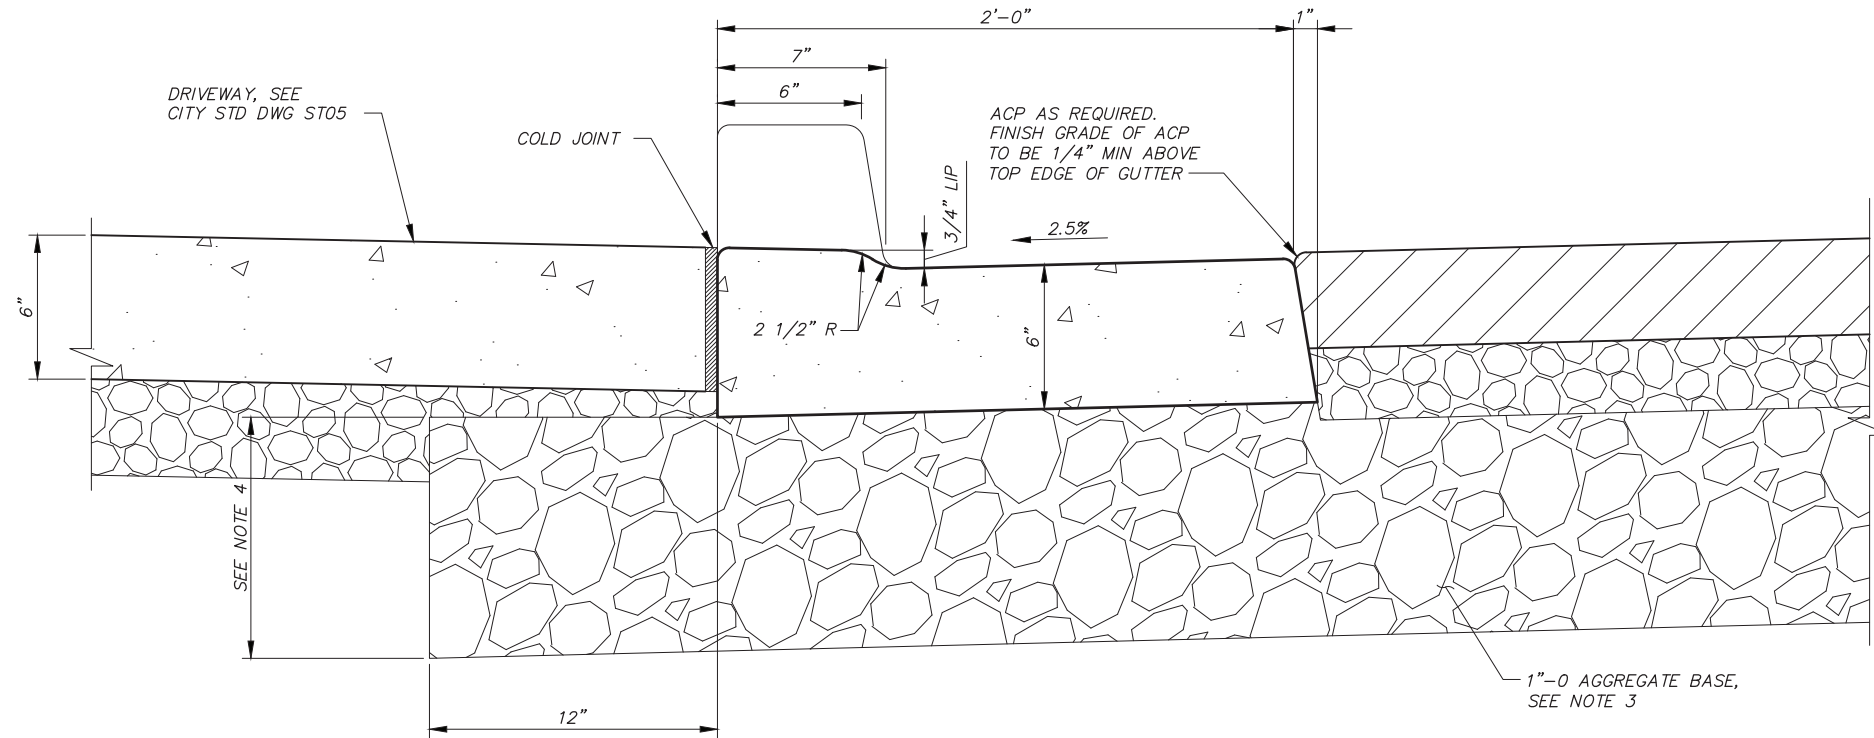 2'-0"
1"
7"
6"
DRIVEWAY, SEE
CITY STD DWG ST05
COLD JOINT
ACP AS REQUIRED.
FINISH GRADE OF ACP
TO BE 1/4" MIN ABOVE
TOP EDGE OF GUTTER
3/4" LIP
2.5%
6"
2 1/2" R
6"
SEE NOTE 4
12"
1"-0 AGGREGATE BASE,
SEE NOTE 3